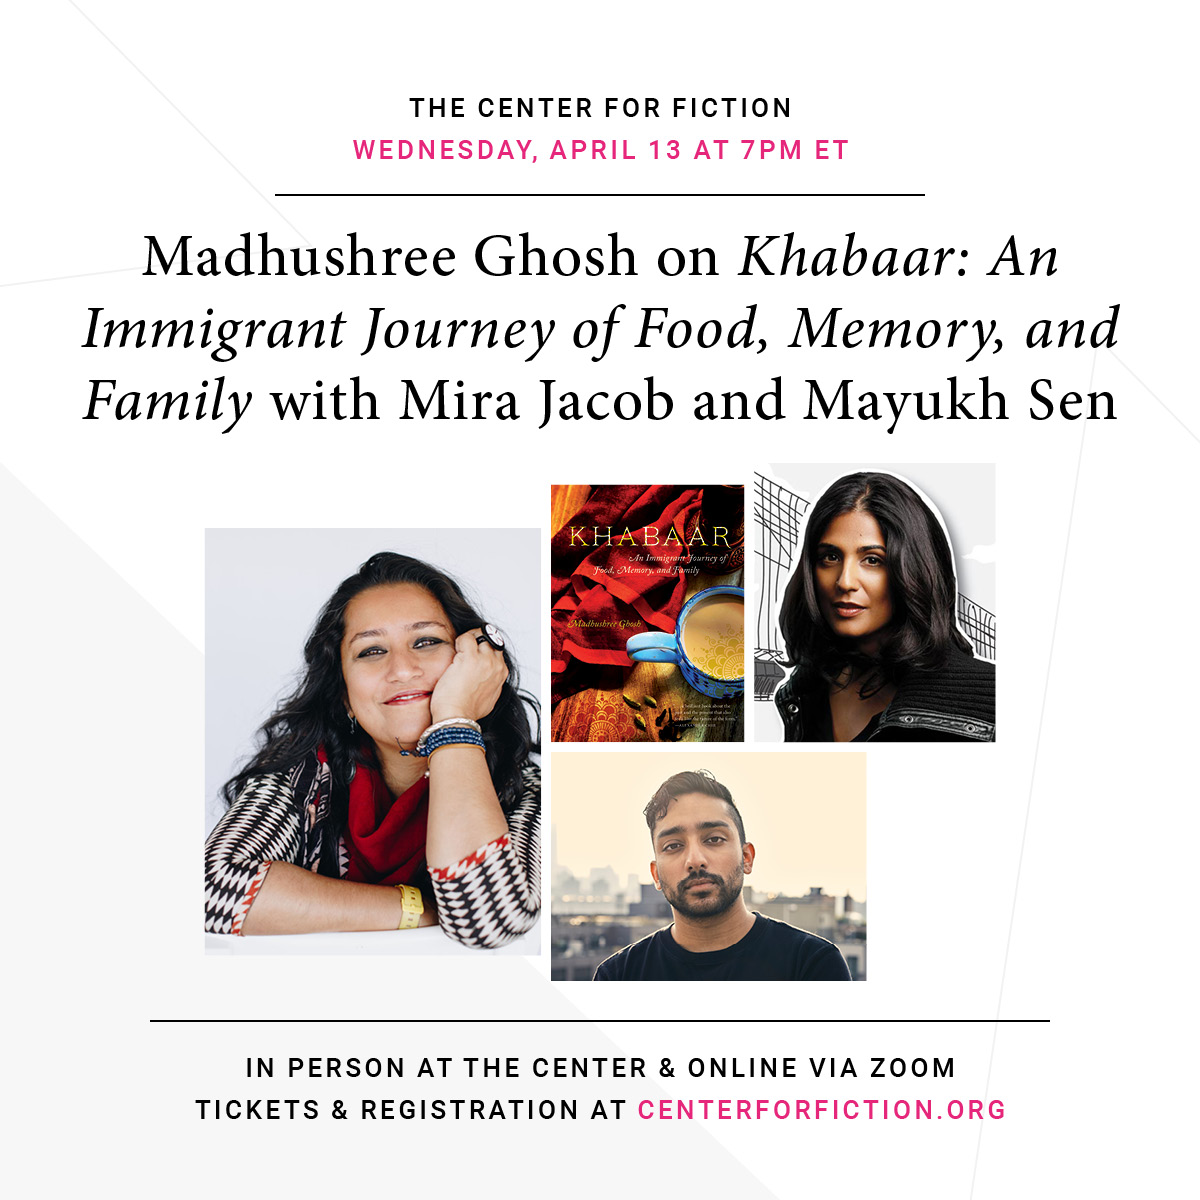 THE CENTER FOR FICTION
WEDNESDAY, APRIL 13 AT 7PM ET
Madhushree Ghosh on Khabaar: An
Immigrant Journey of Food, Memory, and
Family with Mira Jacob and Mayukh Sen
KHABAAR
An Immigrant Journey of
Food, Memory, and Family
Madhushree Ghosh
IN PERSON AT THE CENTER & ONLINE VIA ZOOM
TICKETS & REGISTRATION AT CENTERFORFICTION.ORG